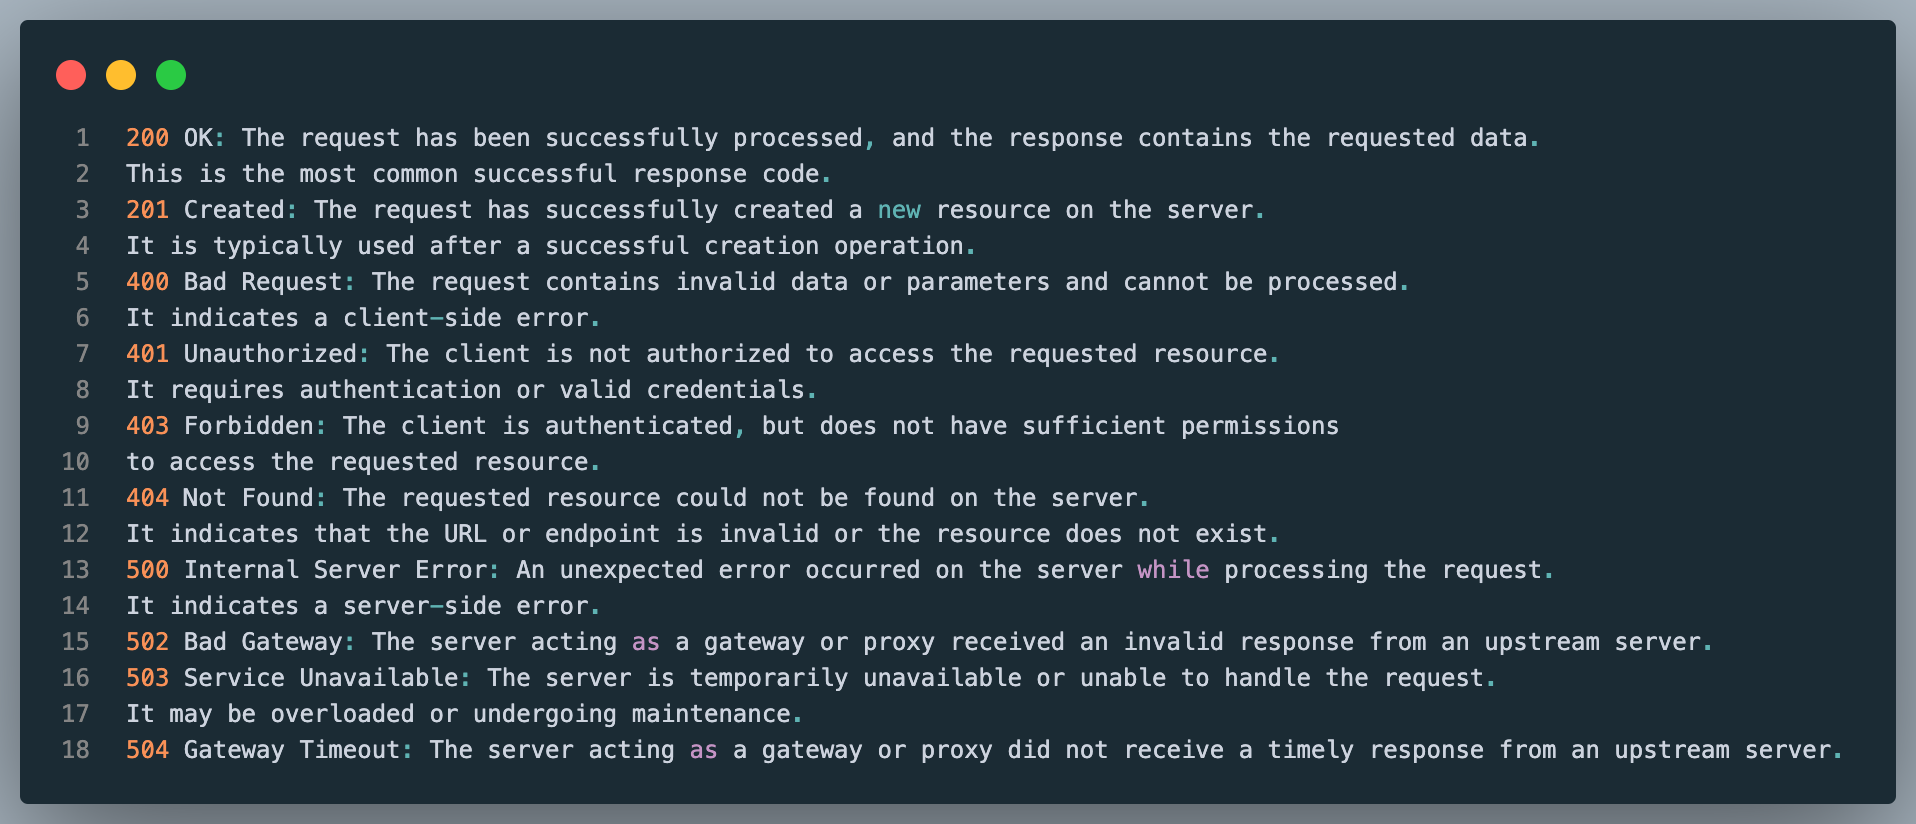 1 200 OK: The request has been successfully processed, and the response contains the requested data.
2 This is the most common successful response code.
3 201 Created: The request has successfully created a new resource on the server.
4 It is typically used after a successful creation operation.
5 400 Bad Request: The request contains invalid data or parameters and cannot be processed.
6 It indicates a client-side error.
7 401 Unauthorized: The client is not authorized to access the requested resource.
8 It requires authentication or valid credentials.
9 403 Forbidden: The client is authenticated, but does not have sufficient permissions
10 to access the requested resource.
11 404 Not Found: The requested resource could not be found on the server.
12 It indicates that the URL or endpoint is invalid or the resource does not exist.
13 500 Internal Server Error: An unexpected error occurred on the server while processing the request.
14 It indicates a server-side error.
15 502 Bad Gateway: The server acting as a gateway or proxy received an invalid response from an upstream server.
16 503 Service Unavailable: The server is temporarily unavailable or unable to handle the request.
17 It may be overloaded or undergoing maintenance.
18 504 Gateway Timeout: The server acting as a gateway or proxy did not receive a timely response from an upstream server.